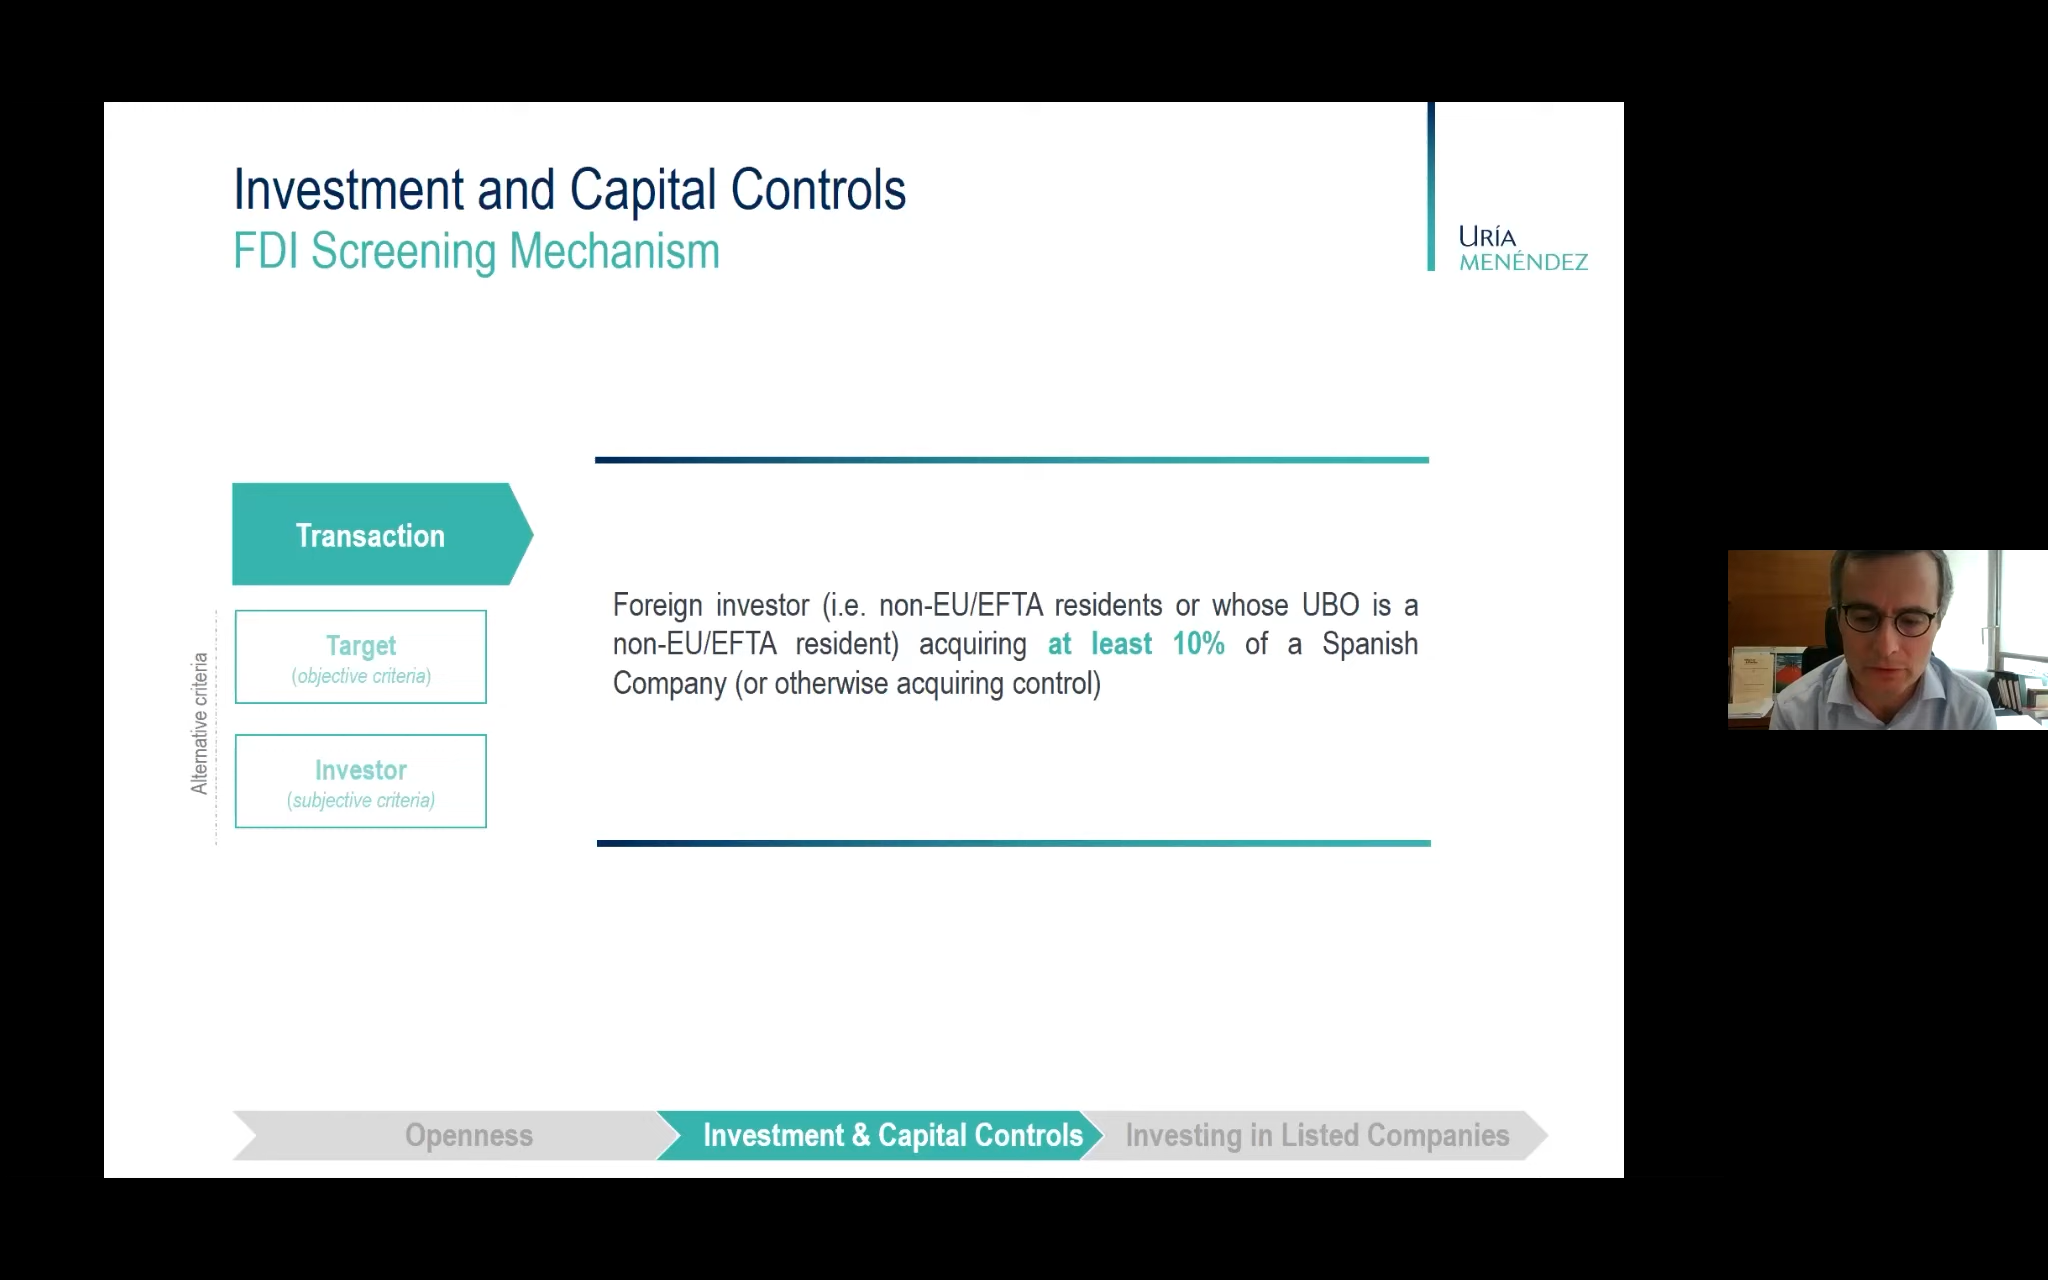 Investment and Capital Controls
FDI Screening Mechanism
URÍA
MENÉNDEZ
Transaction
Alternative criteria
Target
(objective criteria)
Investor
(subjective criteria)
Foreign investor (i.e. non-EU/EFTA residents or whose UBO is a
non-EU/EFTA resident) acquiring at least 10% of a Spanish
Company (or otherwise acquiring control)
Openness
Investment & Capital Controls
Investing in Listed Companies